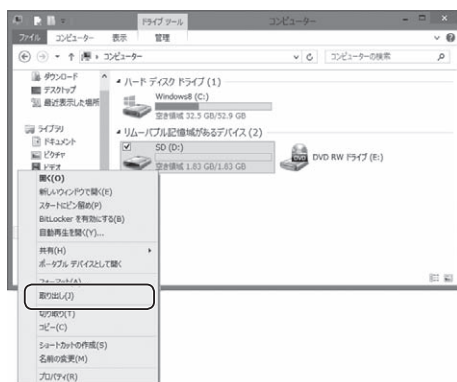 ドライブ ツール
コンピューター
ファイル
コンピューター
表示
管理
コンピューター
コンピューターの検索
ダウンロード
デスクトップ
最近表示した場所
ライブラリ
ドキュメント
ピクチャ
ビデオ
ハード ディスク ドライブ (1)
Windows8 (C:)
空き領域 32.5 GB/52.9 GB
リムーバブル記憶域があるデバイス (2)
SD (D:)
空き領域 1.83 GB/1.83 GB
DVD RW ドライブ (E:)
開く(O)
新しいウィンドウで開く(E)
スタートにピン留め(P)
BitLocker を有効にする(B)
自動再生を開く(Y)...
共有(H)
ポータブル デバイスとして開く
フォーマット(A)...
取り出し(J)
切り取り(T)
コピー(C)
ショートカットの作成(S)
名前の変更(M)
プロパティ(R)